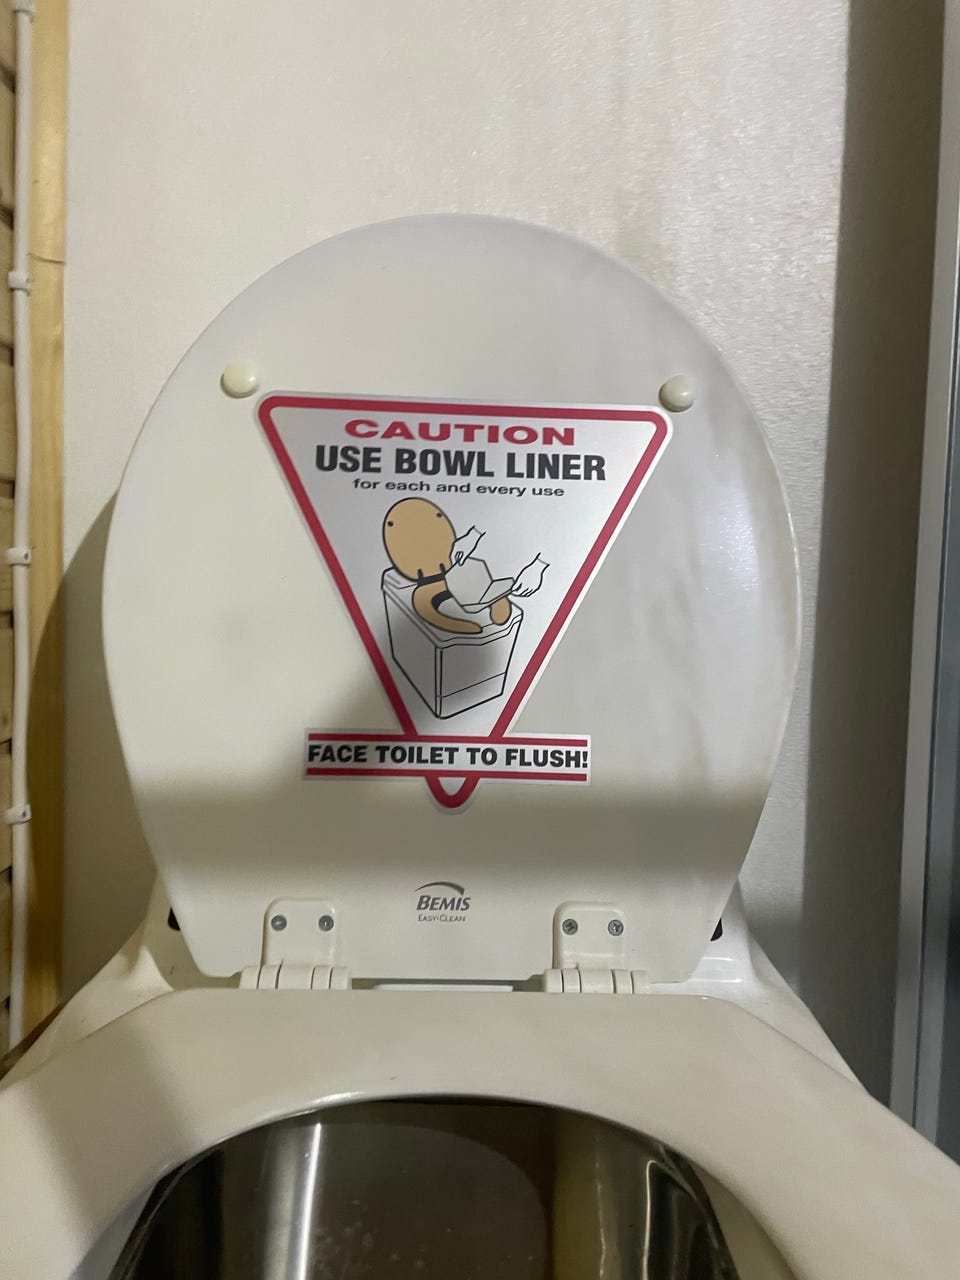 CAUTION
USE BOWL LINER
for each and every use
FACE TOILET TO FLUSH!
BEMIS
EASY•CLEAN